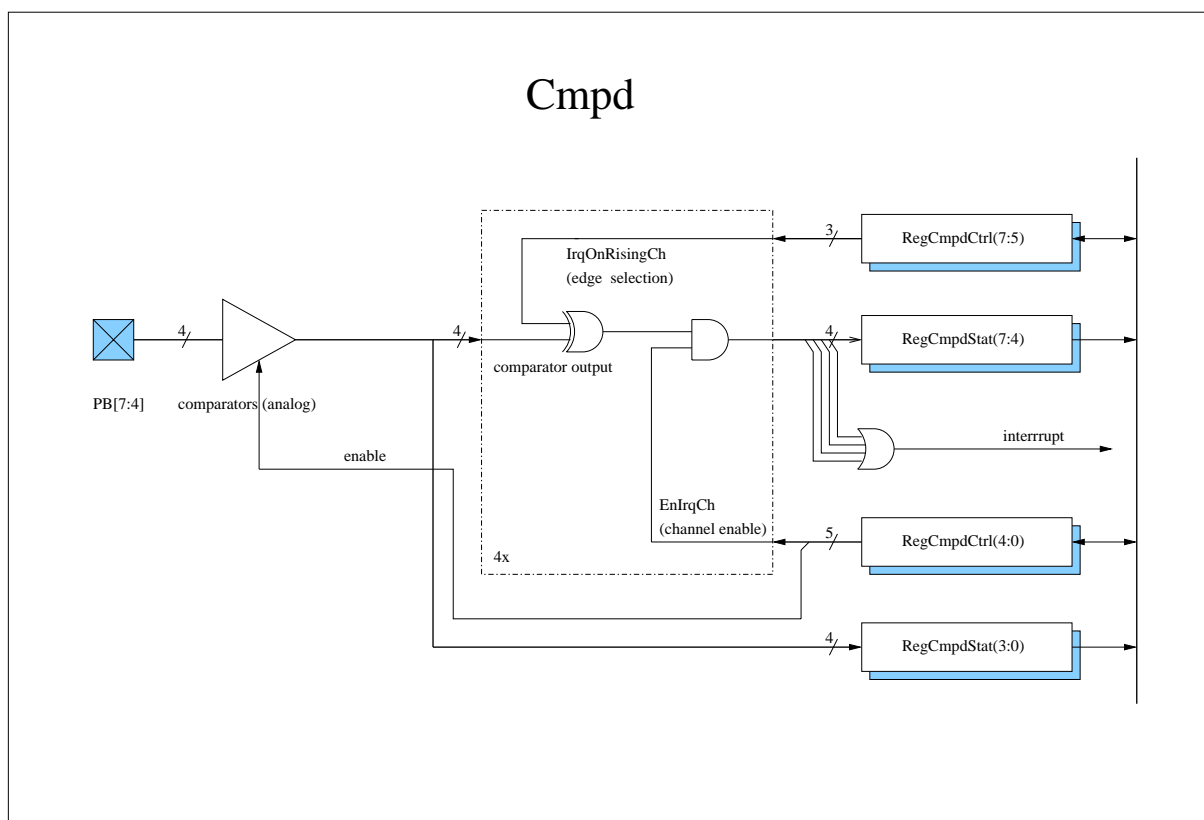 Cmpd
3
RegCmpdCtrl(7:5)
IrqOnRisingCh
(edge selection)
4
4
4
RegCmpdStat(7:4)
comparator output
PB[7:4]
comparators (analog)
interrrupt
enable
EnIrqCh
(channel enable)
5
RegCmpdCtrl(4:0)
4x
4
RegCmpdStat(3:0)